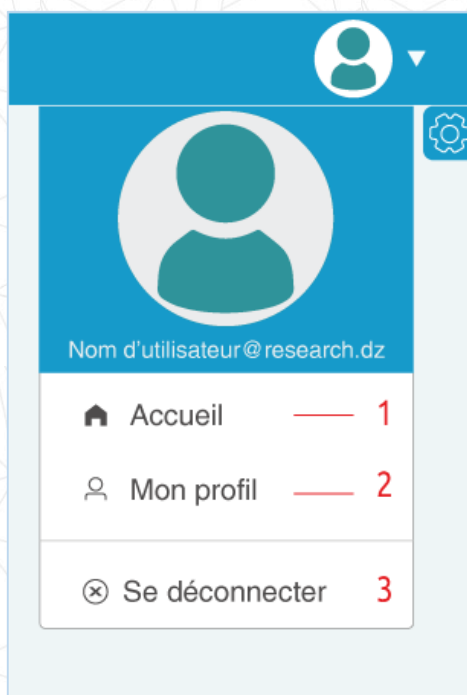 Nom d'utilisateur@research.dz
Accueil 1
Mon profil 2
Se déconnecter 3